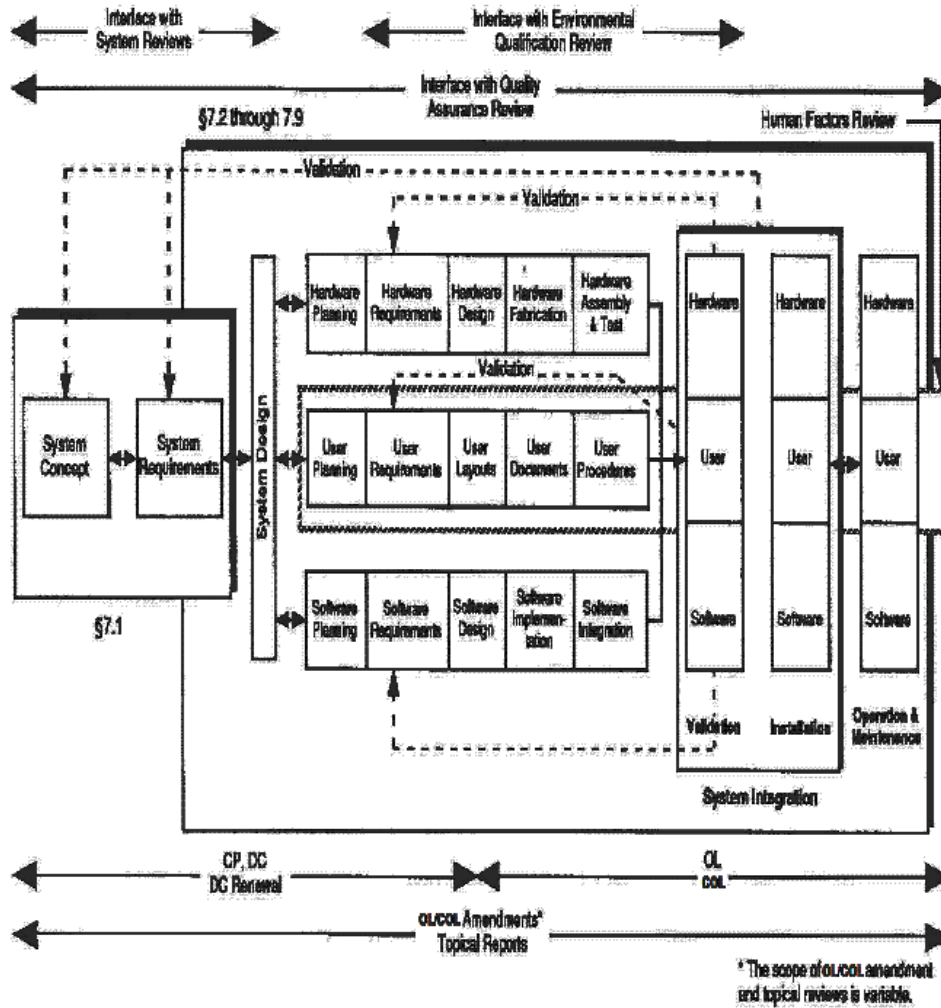 Interface with
System Reviews
Interface with Environmental
Qualification Review
Interface with Quality
Assurance Review
§7.2 through 7.9
Human Factors Review
Validation
Validation
Hardware
Planning
Hardware
Requirements
Hardware
Design
Hardware
Fabrication
Hardware
Assembly
& Test
Hardware
Hardware
Hardware
Validation
System
Concept
System
Requirements
System Design
User
Planning
User
Requirements
User
Layouts
User
Documents
User
Procedures
User
User
User
§7.1
Software
Planning
Software
Requirements
Software
Design
Software
Implemen-
tation
Software
Integration
Software
Software
Software
Validation
Installation
Operation &
Maintenance
System Integration
CP, DC
DC Renewal
OL
COL
OL/COL Amendments*
Topical Reports
* The scope of OL/COL amendment
and topical reviews is variable.